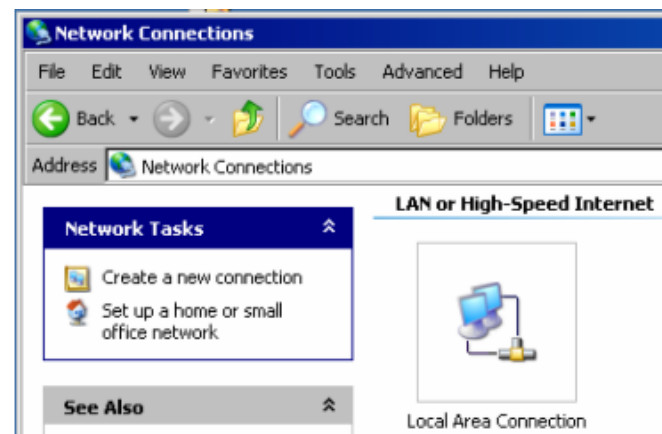 Network Connections
File Edit View Favorites Tools Advanced Help
Back Search Folders
Address Network Connections
Network Tasks
Create a new connection
Set up a home or small
office network
See Also
LAN or High-Speed Internet
Local Area Connection